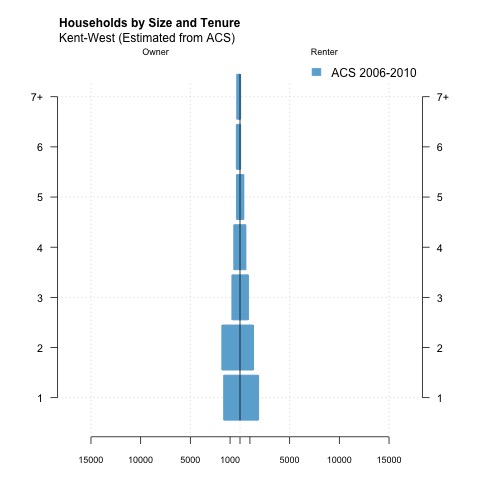 Households by Size and Tenure
Kent-West (Estimated from ACS)
Owner Renter
ACS 2006-2010
7+ 7+
6 6
5 5
4 4
3 3
2 2
1 1
15000 10000 5000 1000 5000 10000 15000